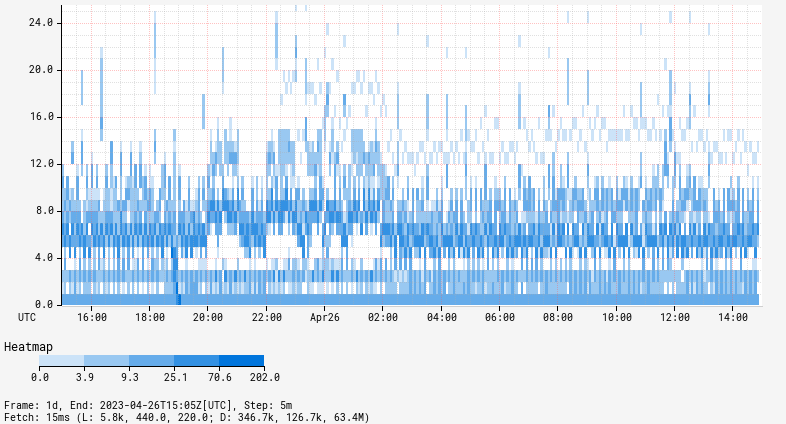 24.0
20.0
16.0
12.0
8.0
4.0
0.0
UTC 16:00 18:00 20:00 22:00 Apr26 02:00 04:00 06:00 08:00 10:00 12:00 14:00
Heatmap
0.0 3.9 9.3 25.1 70.6 202.0
Frame: 1d, End: 2023-04-26T15:05Z[UTC], Step: 5m
Fetch: 15ms (L: 5.8k, 440.0, 220.0; D: 346.7k, 126.7k, 63.4M)